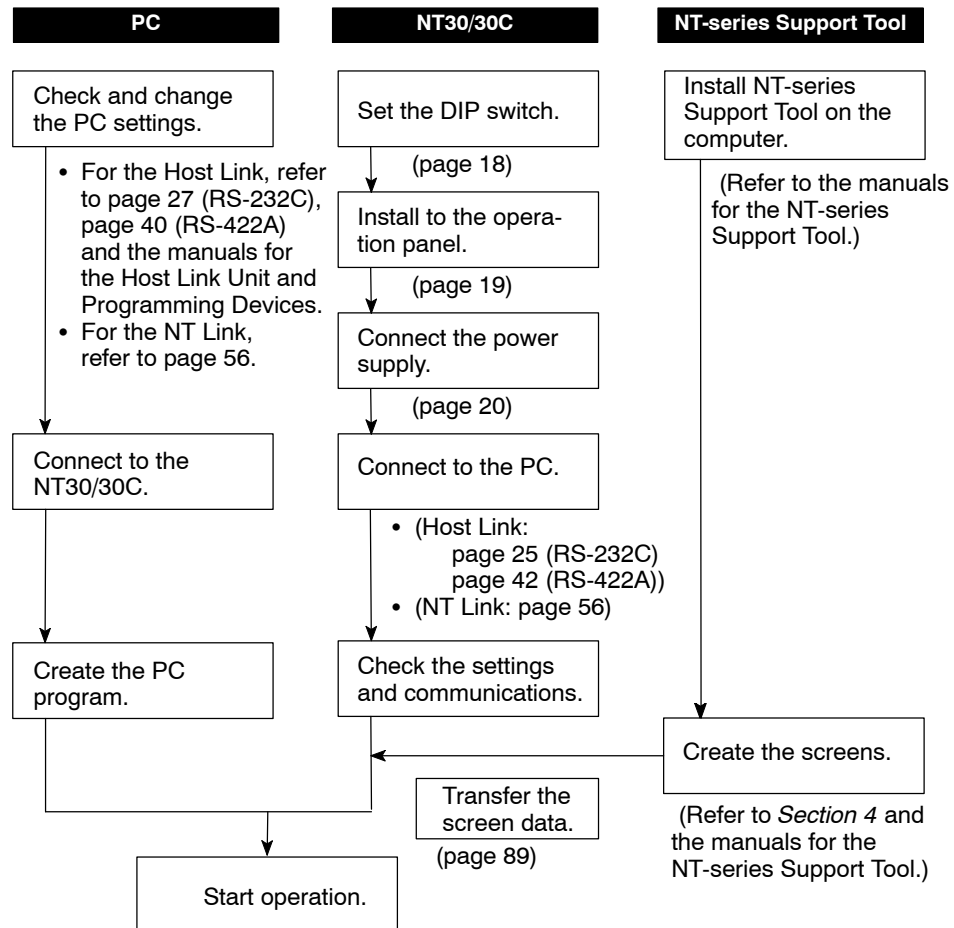 PC
NT30/30C
NT-series Support Tool
Check and change
the PC settings.
• For the Host Link, refer
to page 27 (RS-232C),
page 40 (RS-422A)
and the manuals for
the Host Link Unit and
Programming Devices.
• For the NT Link,
refer to page 56.
Connect to the
NT30/30C.
Create the PC
program.
Set the DIP switch.
(page 18)
Install to the opera-
tion panel.
(page 19)
Connect the power
supply.
(page 20)
Connect to the PC.
• (Host Link:
page 25 (RS-232C)
page 42 (RS-422A))
• (NT Link: page 56)
Check the settings
and communications.
Install NT-series
Support Tool on the
computer.
(Refer to the manuals
for the NT-series
Support Tool.)
Create the screens.
(Refer to Section 4 and
the manuals for the
NT-series Support Tool.)
Transfer the
screen data.
(page 89)
Start operation.